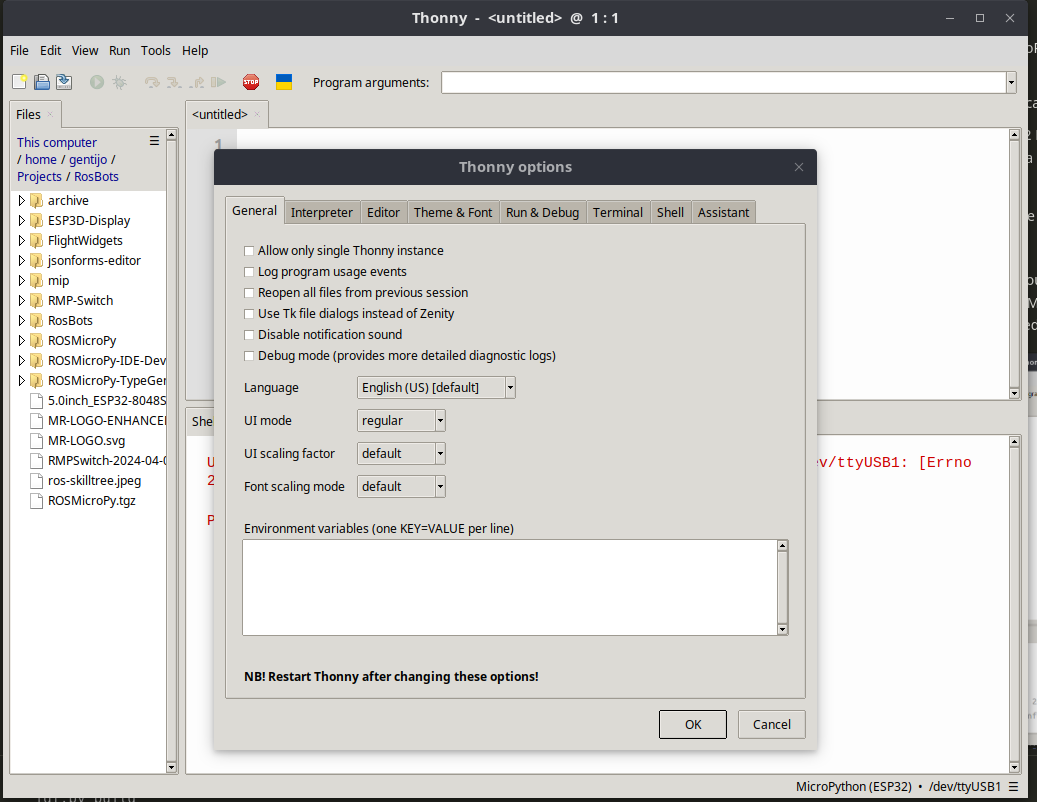 Thonny - <untitled> @ 1 : 1
File Edit View Run Tools Help
STOP
Program arguments:
Files
<untitled>
This computer
/ home / gentijo /
Projects / RosBots
archive
ESP3D-Display
FlightWidgets
jsonforms-editor
mip
RMP-Switch
RosBots
ROSMicroPy
ROSMicroPy-IDE-Dev
ROSMicroPy-TypeGer
5.0inch_ESP32-8048S
MR-LOGO-ENHANCE
MR-LOGO.svg
RMPSwitch-2024-04-0
ros-skilltree.jpeg
ROSMicroPy.tgz
1
Thonny options
General Interpreter Editor Theme & Font Run & Debug Terminal Shell Assistant
Allow only single Thonny instance
Log program usage events
Reopen all files from previous session
Use Tk file dialogs instead of Zenity
Disable notification sound
Debug mode (provides more detailed diagnostic logs)
Language English (US) [default]
UI mode regular
UI scaling factor default
Font scaling mode default
Environment variables (one KEY=VALUE per line)
NB! Restart Thonny after changing these options!
OK Cancel
She
U
ev/ttyUSB1: [Errno
2
P
MicroPython (ESP32) • /dev/ttyUSB1